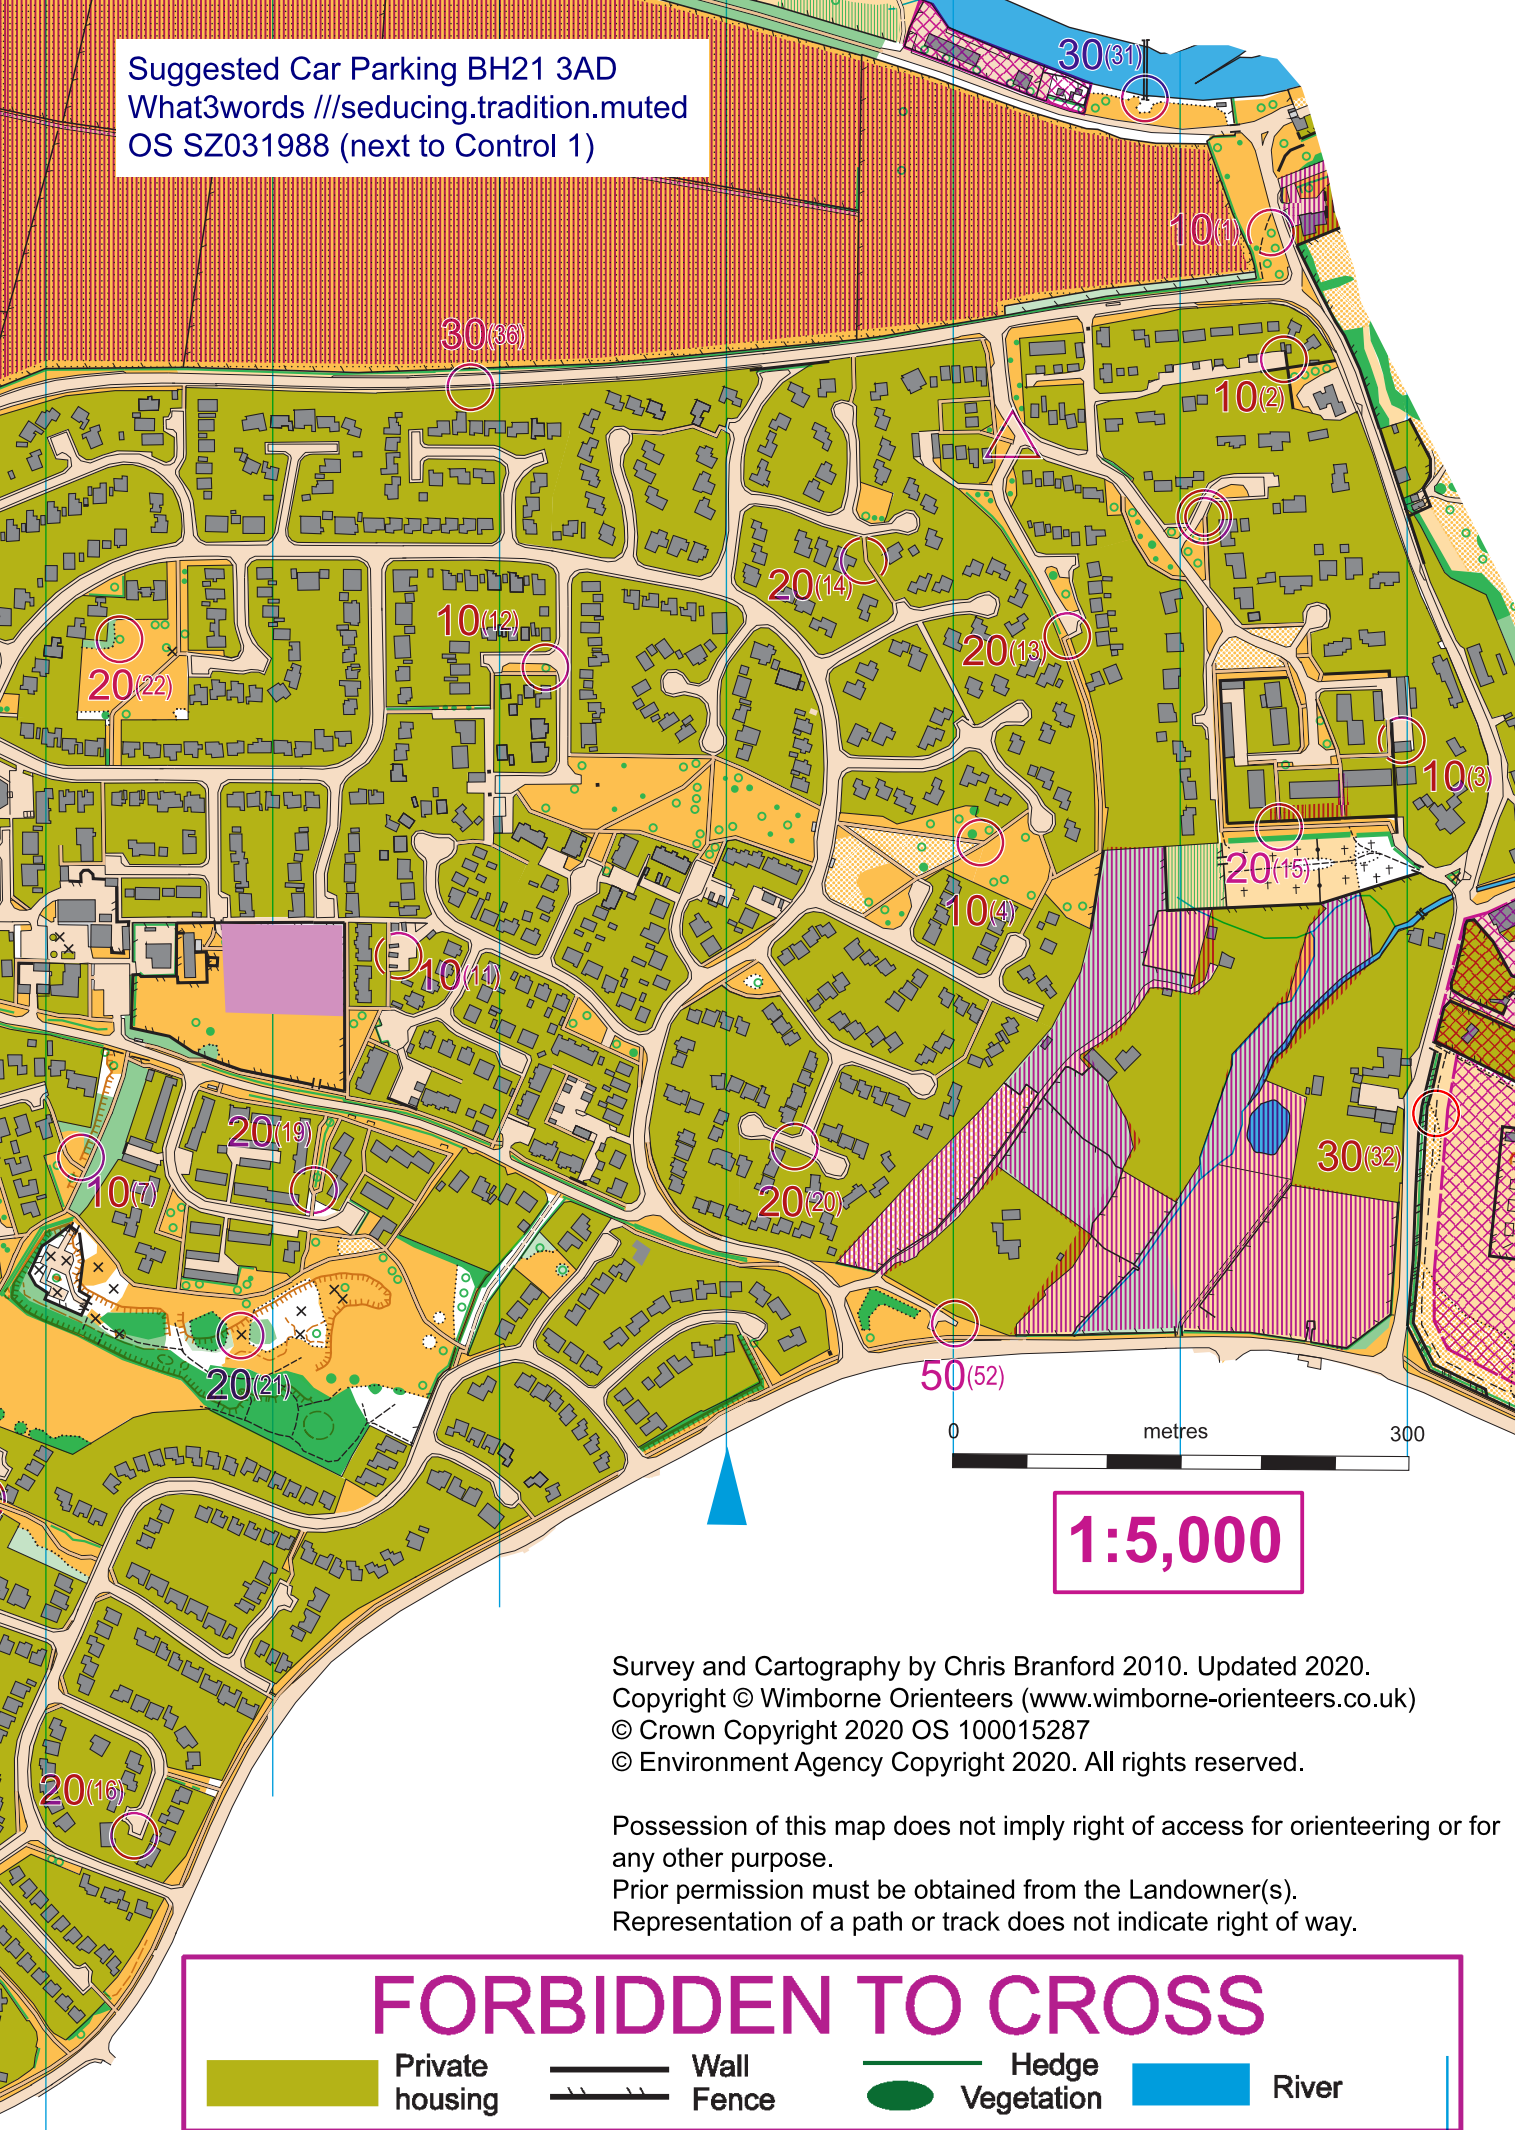 Suggested Car Parking BH21 3AD
What3words ///seducing.tradition.muted
OS SZ031988 (next to Control 1)
30(31)
10(1)
30(36)
10(2)
20(14)
10(12)
20(13)
20(22)
10(3)
20(15)
10(4)
10(11)
20(19)
30(32)
10(7)
20(20)
20(21)
50(52)
0 metres 300
1:5,000
Survey and Cartography by Chris Branford 2010. Updated 2020.
Copyright © Wimborne Orienteers (www.wimborne-orienteers.co.uk)
© Crown Copyright 2020 OS 100015287
© Environment Agency Copyright 2020. All rights reserved.
20(16)
Possession of this map does not imply right of access for orienteering or for
any other purpose.
Prior permission must be obtained from the Landowner(s).
Representation of a path or track does not indicate right of way.
FORBIDDEN TO CROSS
Private housing
Wall
Fence
Hedge
Vegetation
River